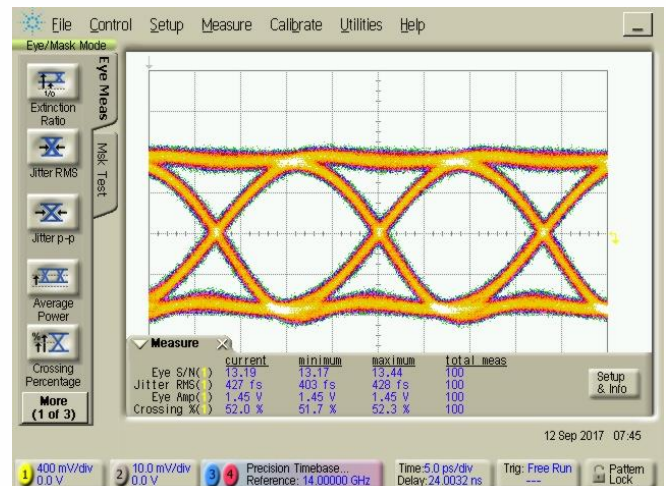 File Control Setup Measure Calibrate Utilities Help
Eye/Mask Mode
Extinction
Ratio
Jitter RMS
Jitter p-p
Average
Power
Crossing
Percentage
More
(1 of 3)
Eye Meas
Msk Test
Measure
current minimum maximum total meas
Eye S/N(1) 13.19 13.17 13.44 100
Jitter RMS(1) 427 fs 403 fs 428 fs 100
Eye Amp(1) 1.45 V 1.45 V 1.45 V 100
Crossing %(1) 52.0 % 51.7 % 52.3 % 100
Setup
& Info
12 Sep 2017 07:45
1 400 mV/div
0.0 V
2 10.0 mV/div
0.0 V
3 4 Precision Timebase...
Reference: 14.00000 GHz
Time:5.0 ps/div
Delay:24.0032 ns
Trig: Free Run
---
Pattern
Lock